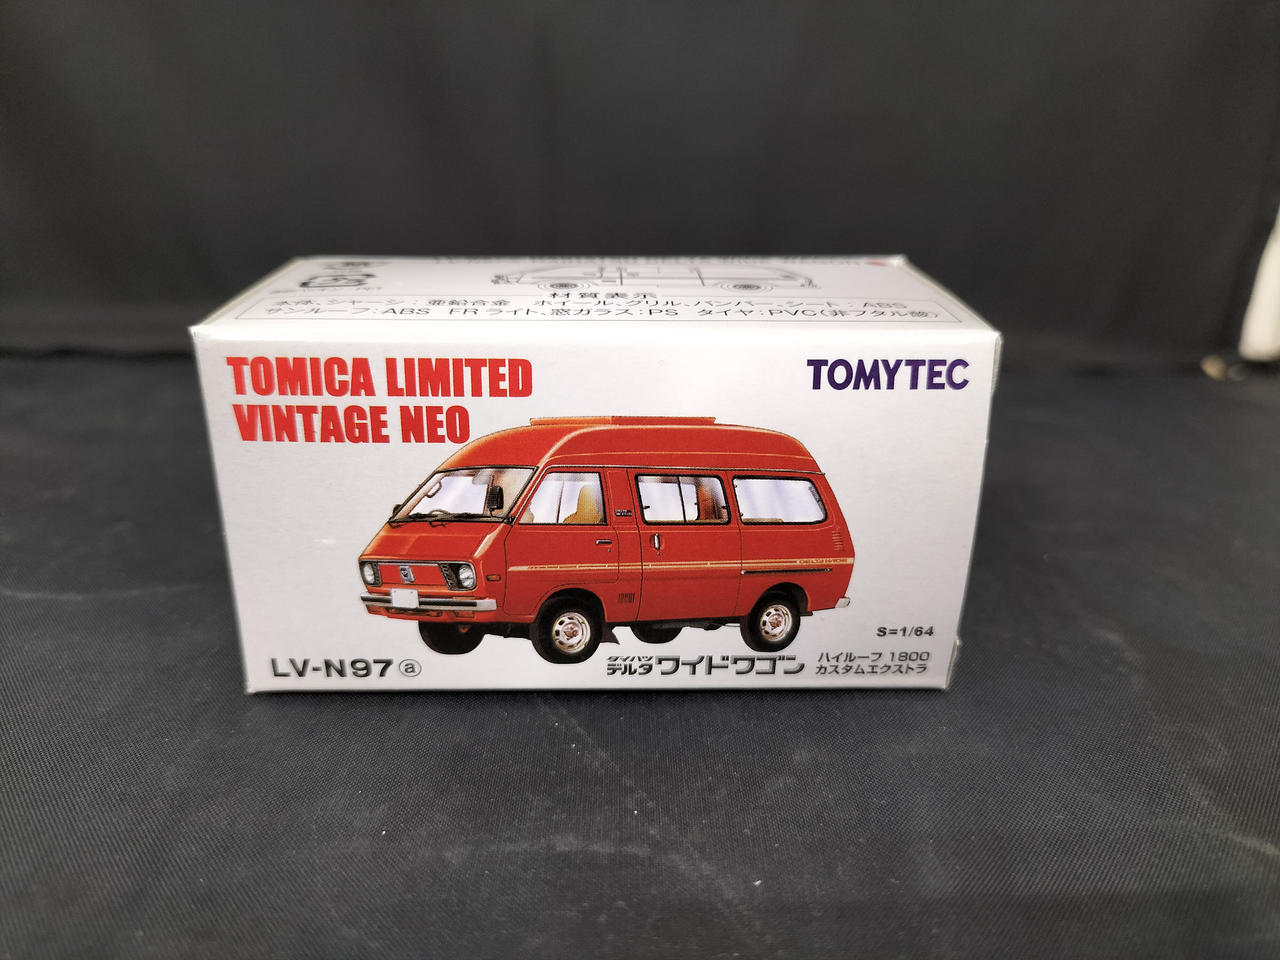 材質表示
本体、シャーシ：亜鉛合金　ホイール、グリル、バンパー、シート：ABS
サンルーフ：ABS　FRライト、窓ガラス：PS　タイヤ：PVC(非フタル酸)
TOMICA LIMITED
VINTAGE NEO
TOMYTEC
DELTA WIDE
S=1/64
LV-N97 ⓐ
ダイハツ
デルタ ワイドワゴン
ハイルーフ 1800
カスタムエクストラ